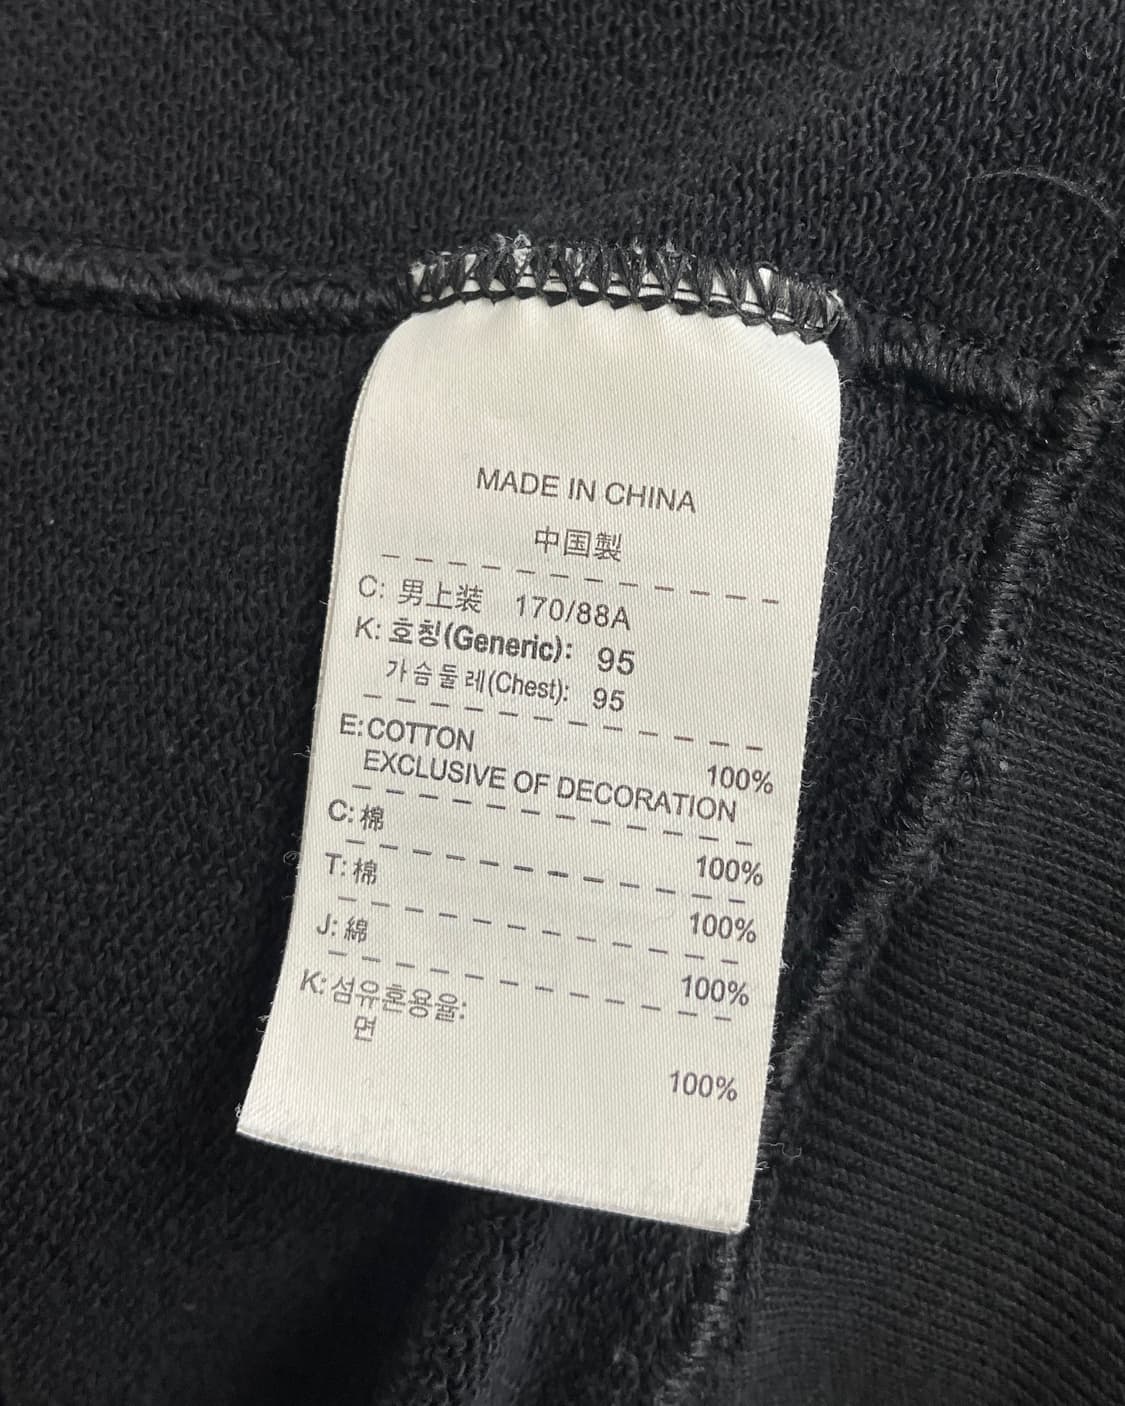 MADE IN CHINA
中国製
C: 男上装 170/88A
K: 호칭(Generic): 95
가슴둘레(Chest): 95
E: COTTON 100%
EXCLUSIVE OF DECORATION
C: 棉 100%
T: 棉 100%
J: 綿 100%
K: 섬유혼용율:
면 100%